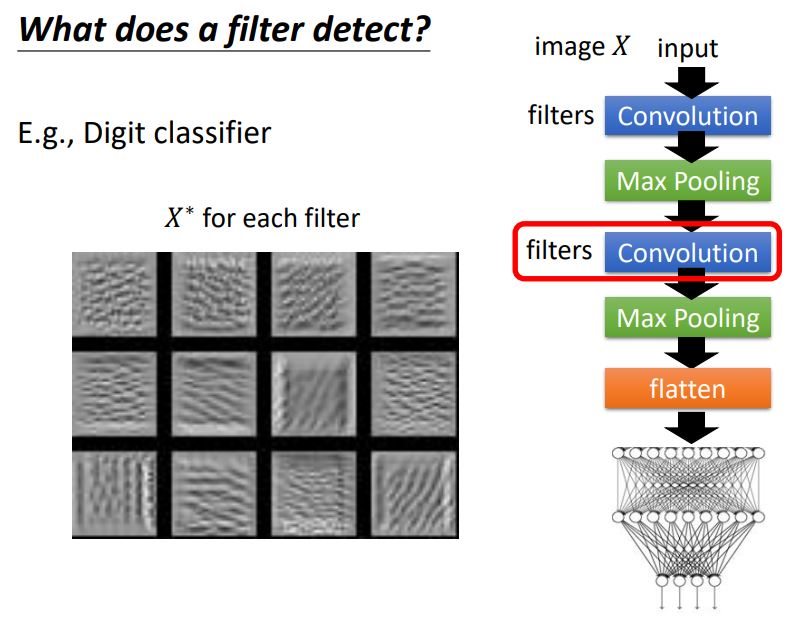 What does a filter detect?
E.g., Digit classifier
X* for each filter
image X input
filters Convolution
Max Pooling
filters Convolution
Max Pooling
flatten